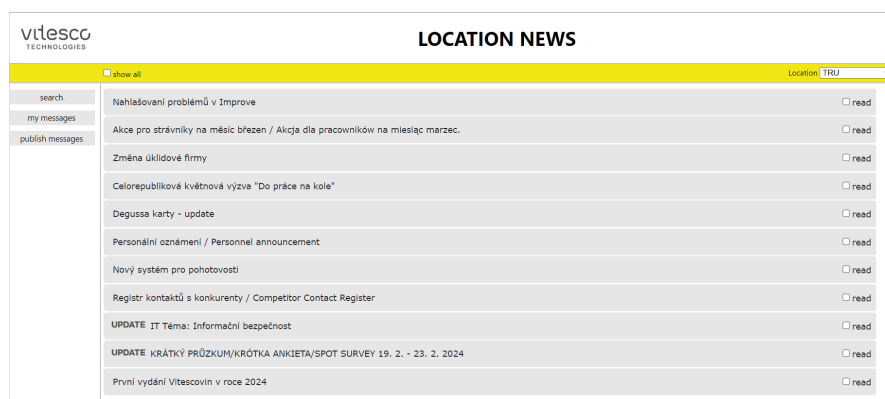 vitesco
TECHNOLOGIES
LOCATION NEWS
show all
Location TRU
search
my messages
publish messages
Nahlašovaní problémů v Improve read
Akce pro strávníky na měsíc březen / Akcja dla pracowników na miesiąc marzec. read
Změna úklidové firmy read
Celorepubliková květnová výzva "Do práce na kole" read
Degussa karty - update read
Personální oznámení / Personnel announcement read
Nový systém pro pohotovosti read
Registr kontaktů s konkurenty / Competitor Contact Register read
UPDATE IT Téma: Informační bezpečnost read
UPDATE KRÁTKÝ PRŮZKUM/KRÓTKA ANKIETA/SPOT SURVEY 19. 2. - 23. 2. 2024 read
První vydání Vitescovin v roce 2024 read